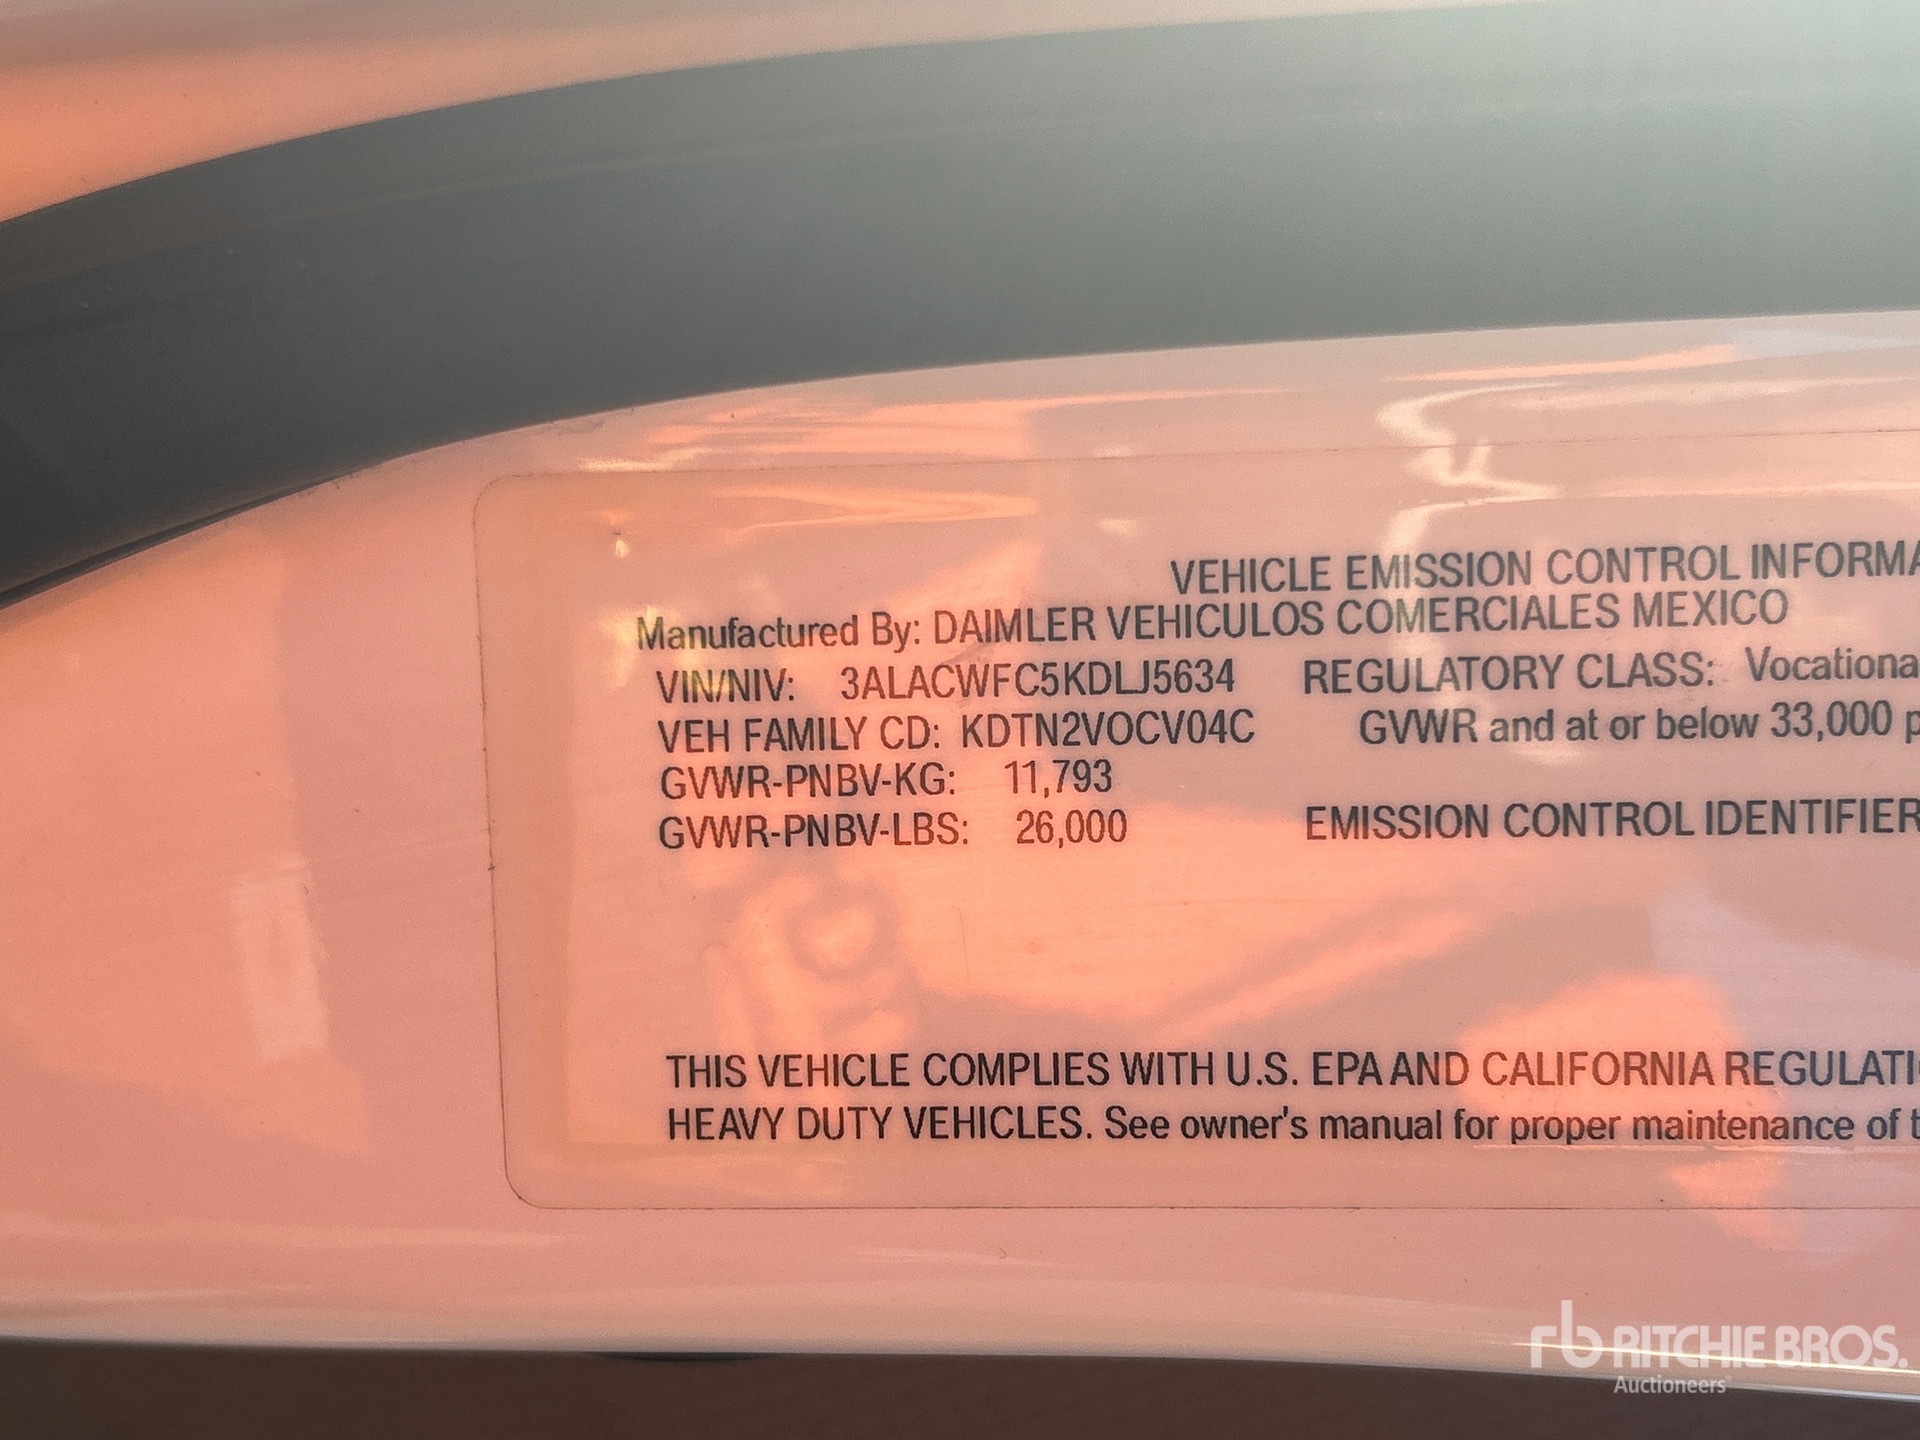 VEHICLE EMISSION CONTROL INFORMA
Manufactured By: DAIMLER VEHICULOS COMERCIALES MEXICO
VIN/NIV: 3ALACWFC5KDLJ5634 REGULATORY CLASS: Vocationa
VEH FAMILY CD: KDTN2VOCV04C GVWR and at or below 33,000 p
GVWR-PNBV-KG: 11,793
GVWR-PNBV-LBS: 26,000 EMISSION CONTROL IDENTIFIER
THIS VEHICLE COMPLIES WITH U.S. EPA AND CALIFORNIA REGULATI
HEAVY DUTY VEHICLES. See owner's manual for proper maintenance of t
rb RITCHIE BROS.
Auctioneers